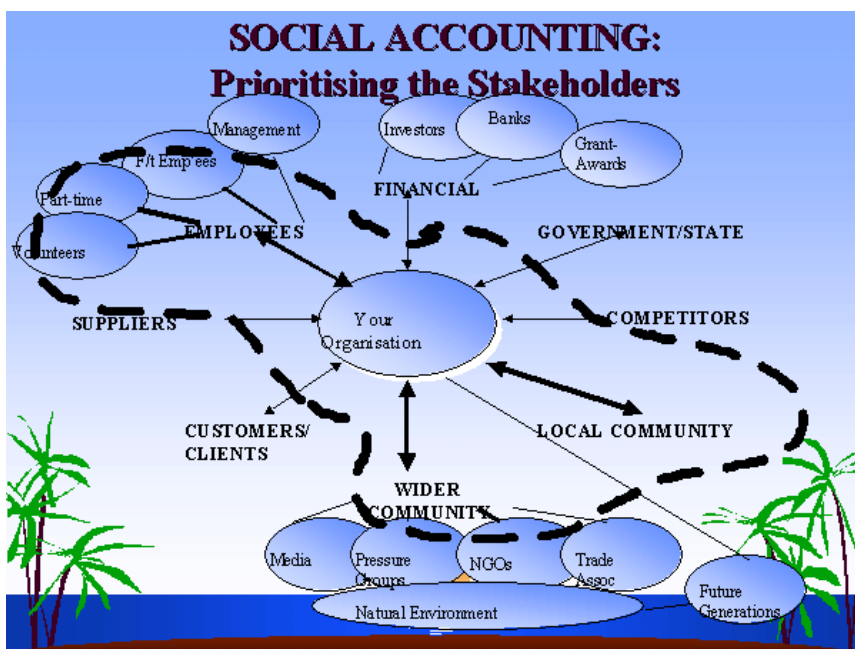 SOCIAL ACCOUNTING:
Prioritising the Stakeholders
Management
Investors
Banks
F/t Emp'ees
Grant-
Awards
Part-time
FINANCIAL
EMPLOYEES
GOVERNMENT/STATE
Volunteers
SUPPLIERS
Your
Organisation
COMPETITORS
CUSTOMERS/
CLIENTS
LOCAL COMMUNITY
WIDER
COMMUNITY
Media
Pressure
Groups
NGOs
Trade
Assoc
Future
Generations
Natural Environment